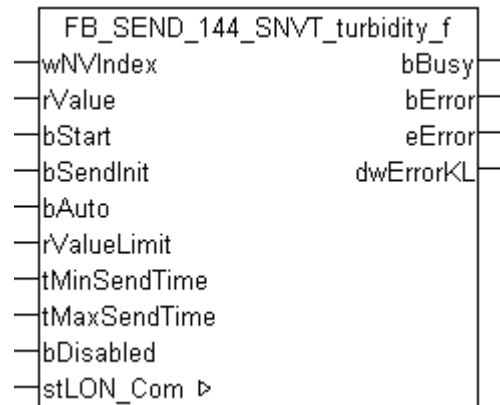 FB_SEND_144_SNVT_turbidity_f
wNVIndex bBusy
rValue bError
bStart eError
bSendInit dwErrorKL
bAuto
rValueLimit
tMinSendTime
tMaxSendTime
bDisabled
stLON_Com ▷